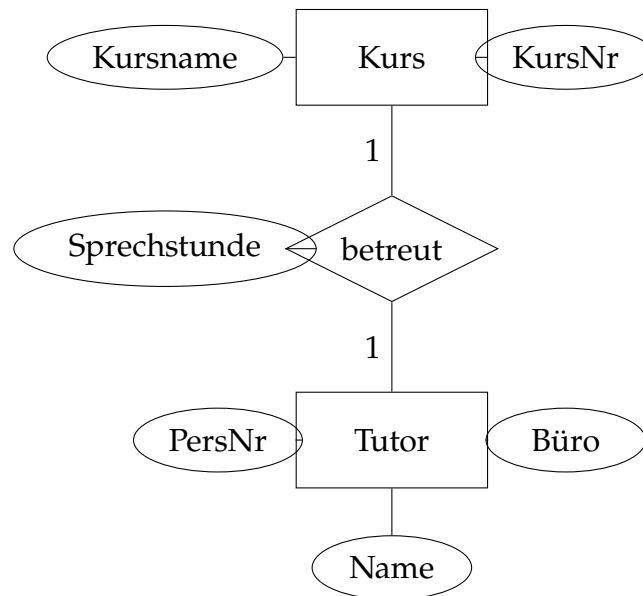 Kursname
Kurs
KursNr
1
Sprechstunde
betreut
1
PersNr
Tutor
Büro
Name